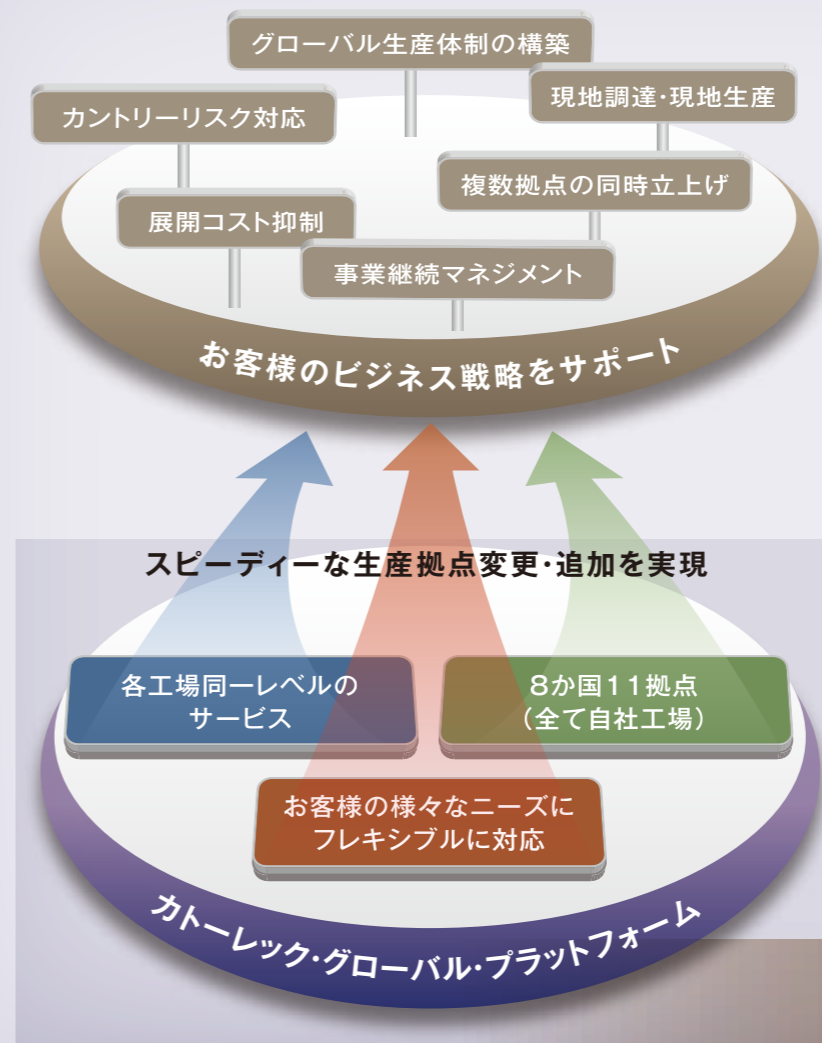 グローバル生産体制の構築
現地調達・現地生産
カントリーリスク対応
複数拠点の同時立上げ
展開コスト抑制
事業継続マネジメント
お客様のビジネス戦略をサポート
スピーディーな生産拠点変更・追加を実現
各工場同一レベルの
サービス
8か国11拠点
（全て自社工場）
お客様の様々なニーズに
フレキシブルに対応
カトーレック・グローバル・プラットフォーム